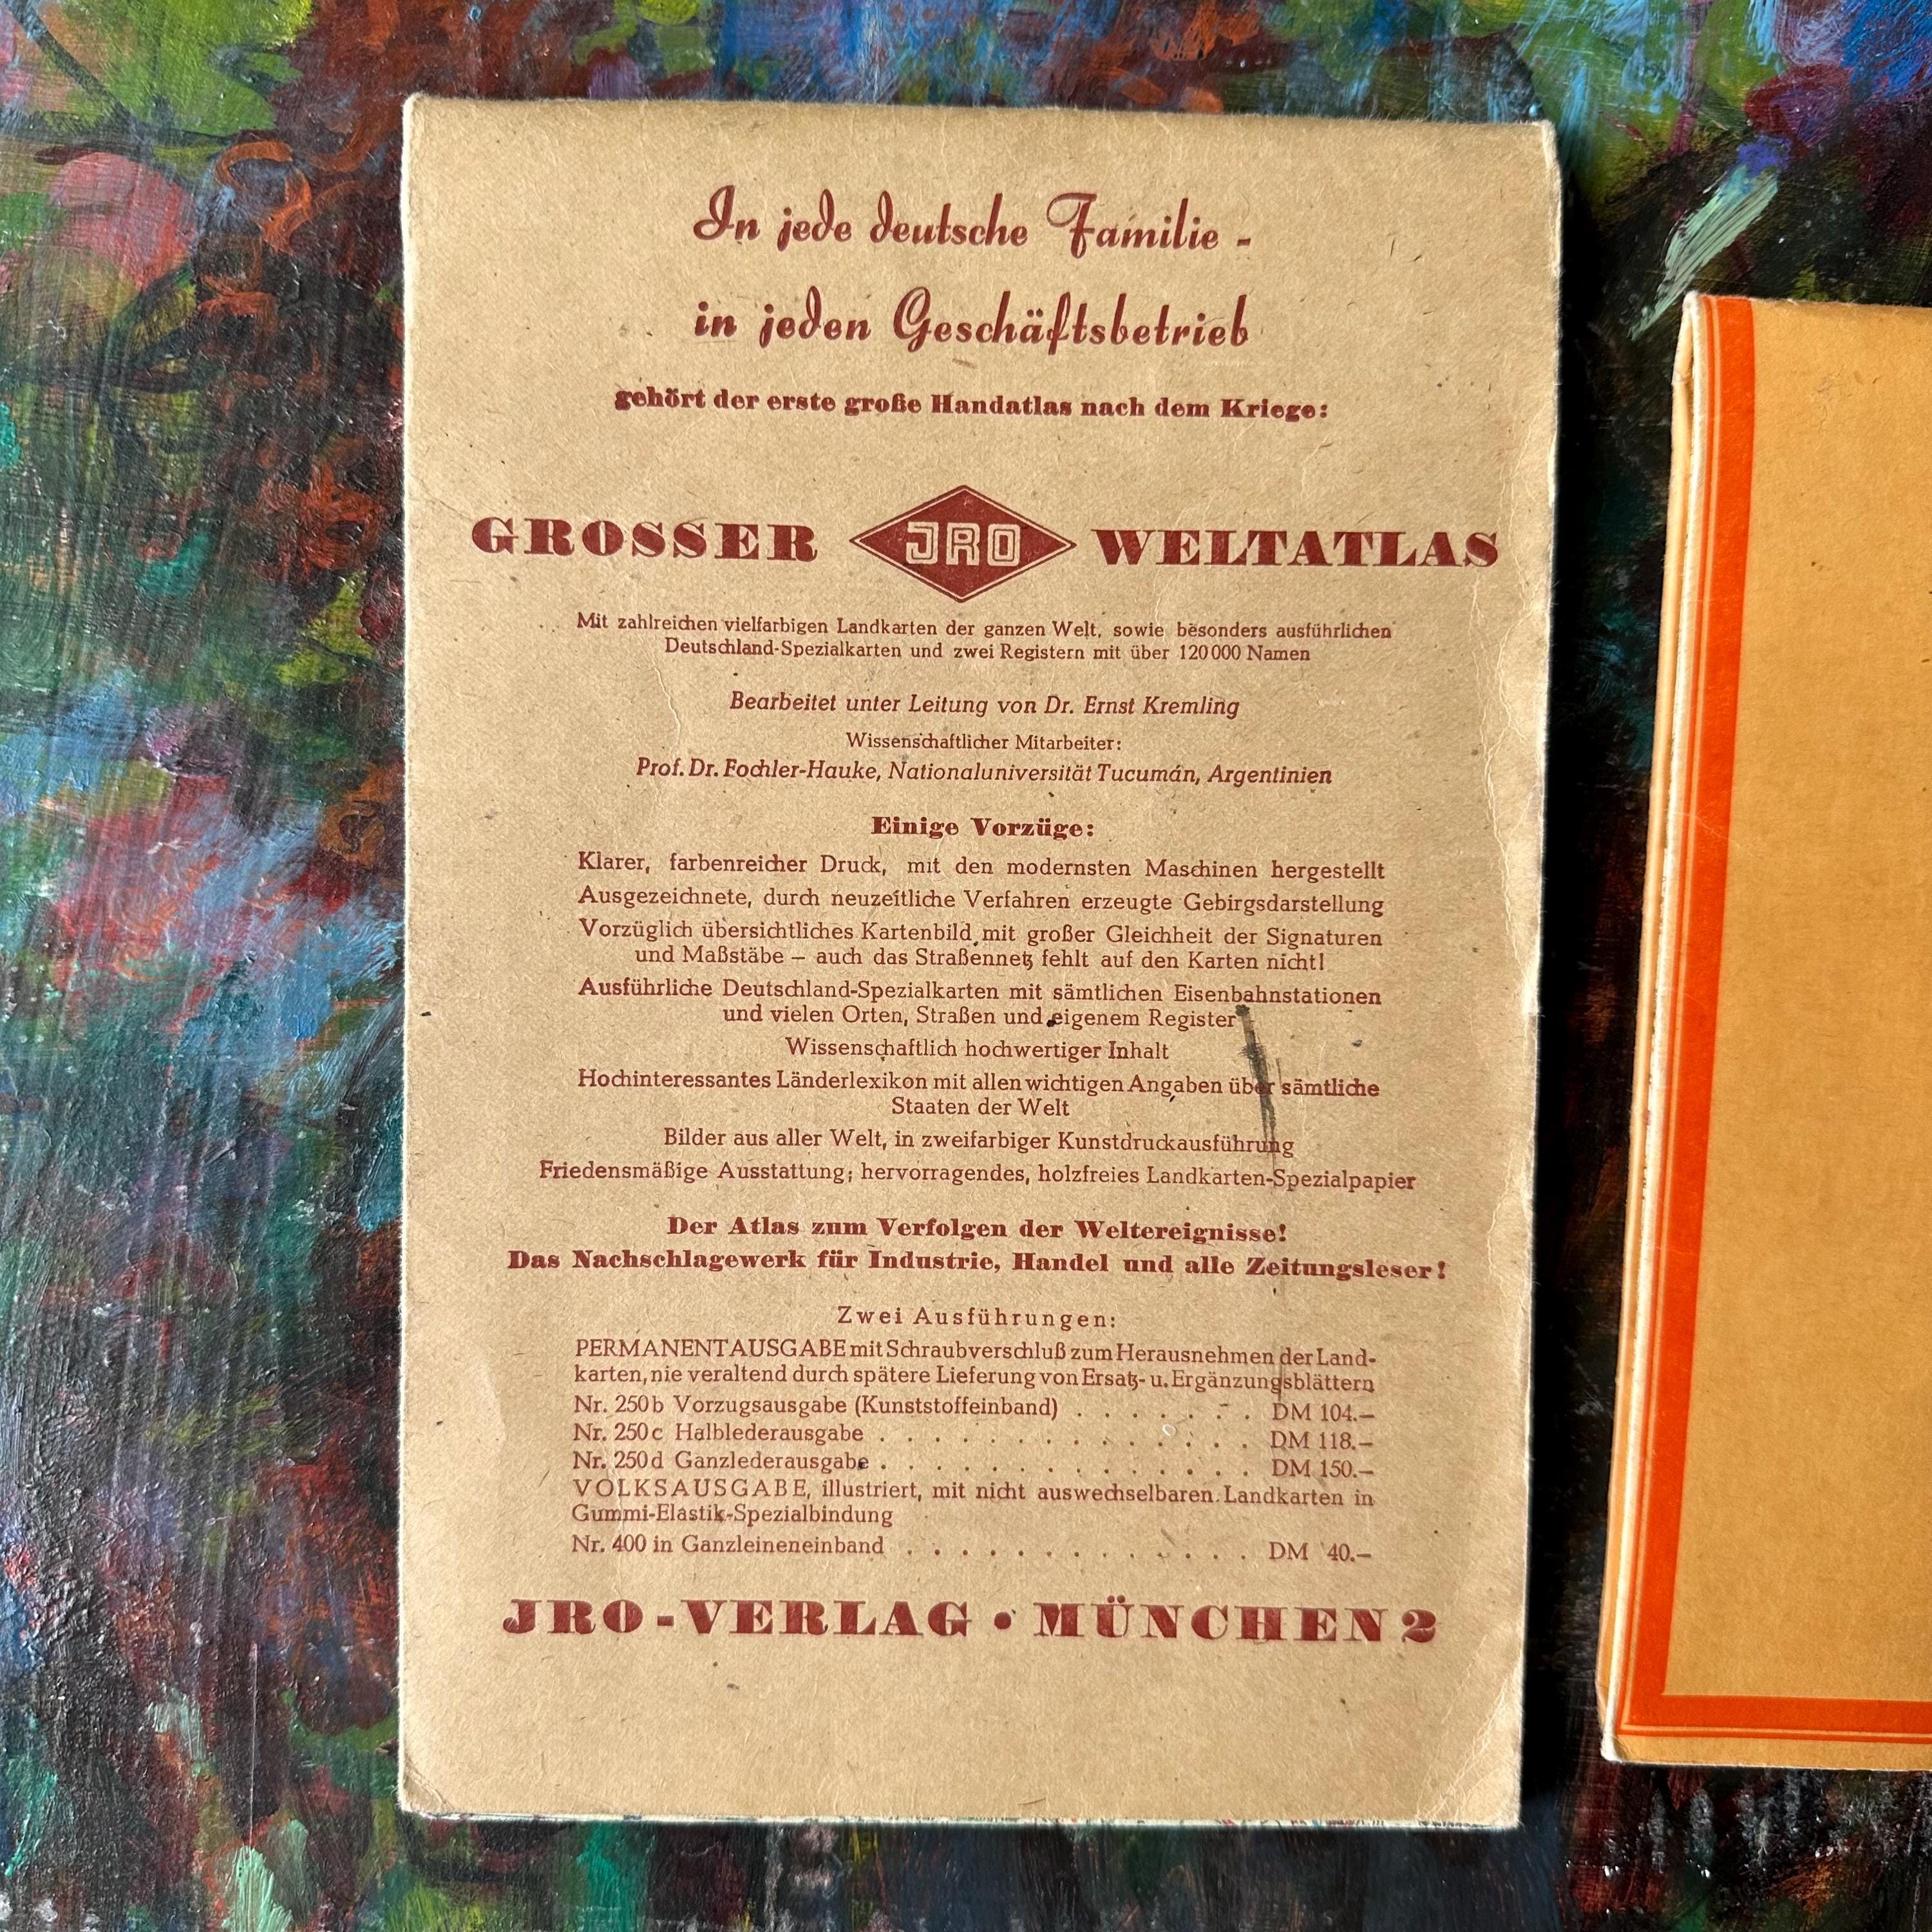 In jede deutsche Familie -
in jeden Geschäftsbetrieb
gehört der erste große Handatlas nach dem Kriege:
GROSSER JRO WELTATLAS
Mit zahlreichen vielfarbigen Landkarten der ganzen Welt, sowie besonders ausführlichen
Deutschland-Spezialkarten und zwei Registern mit über 120 000 Namen
Bearbeitet unter Leitung von Dr. Ernst Kremling
Wissenschaftlicher Mitarbeiter:
Prof. Dr. Fochler-Hauke, Nationaluniversität Tucumán, Argentinien
Einige Vorzüge:
Klarer, farbenreicher Druck, mit den modernsten Maschinen hergestellt
Ausgezeichnete, durch neuzeitliche Verfahren erzeugte Gebirgsdarstellung
Vorzüglich übersichtliches Kartenbild mit großer Gleichheit der Signaturen
und Maßstäbe – auch das Straßennetz fehlt auf den Karten nicht!
Ausführliche Deutschland-Spezialkarten mit sämtlichen Eisenbahnstationen
und vielen Orten, Straßen und eigenem Register
Wissenschaftlich hochwertiger Inhalt
Hochinteressantes Länderlexikon mit allen wichtigen Angaben über sämtliche
Staaten der Welt
Bilder aus aller Welt, in zweifarbiger Kunstdruckausführung
Friedensmäßige Ausstattung; hervorragendes, holzfreies Landkarten-Spezialpapier
Der Atlas zum Verfolgen der Weltereignisse!
Das Nachschlagewerk für Industrie, Handel und alle Zeitungsleser!
Zwei Ausführungen:
PERMANENTAUSGABE mit Schraubverschluß zum Herausnehmen der Land-
karten, nie veraltend durch spätere Lieferung von Ersatz- u. Ergänzungsblättern
Nr. 250b Vorzugsausgabe (Kunststoffeinband) . . . . . . . DM 104.–
Nr. 250c Halblederausgabe . . . . . . . . . . . . . . DM 118.–
Nr. 250d Ganzlederausgabe . . . . . . . . . . . . . . DM 150.–
VOLKSAUSGABE, illustriert, mit nicht auswechselbaren Landkarten in
Gummi-Elastik-Spezialbindung
Nr. 400 in Ganzleineneinband . . . . . . . . . . . . . DM 40.–
JRO-VERLAG • MÜNCHEN 2